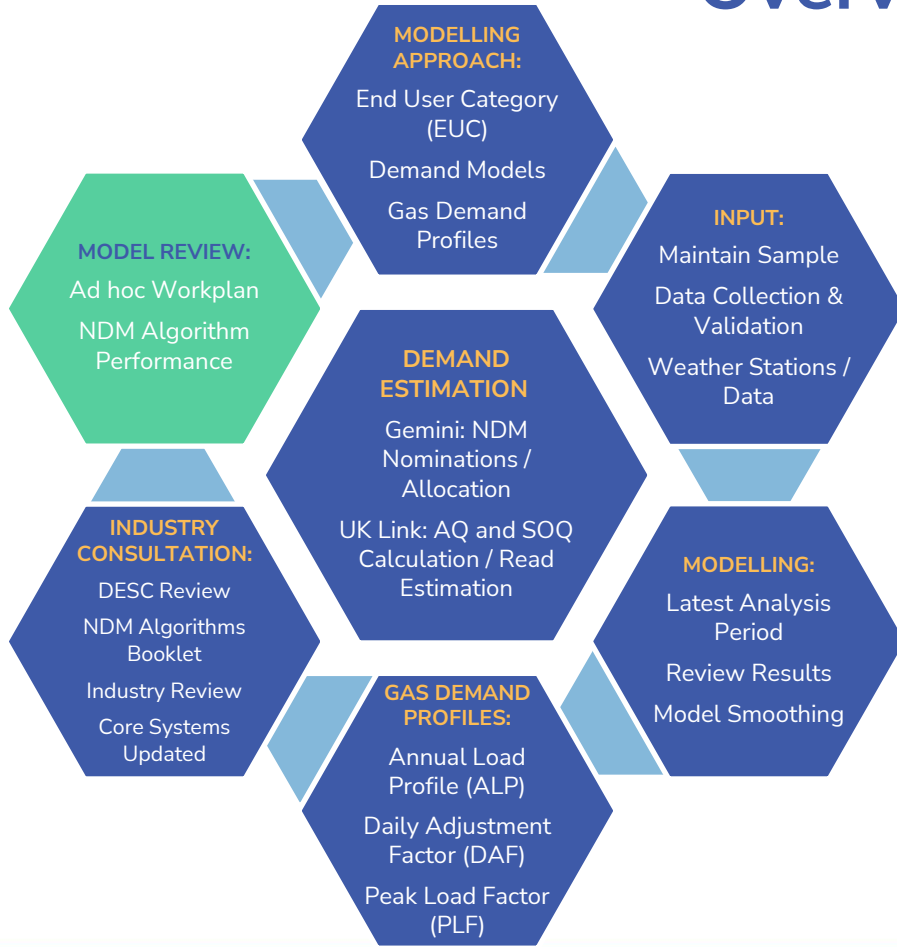 MODELLING
APPROACH:
End User Category
(EUC)
Demand Models
Gas Demand
Profiles
INPUT:
Maintain Sample
Data Collection &
Validation
Weather Stations /
Data
MODELLING:
Latest Analysis
Period
Review Results
Model Smoothing
GAS DEMAND
PROFILES:
Annual Load
Profile (ALP)
Daily Adjustment
Factor (DAF)
Peak Load Factor
(PLF)
INDUSTRY
CONSULTATION:
DESC Review
NDM Algorithms
Booklet
Industry Review
Core Systems
Updated
MODEL REVIEW:
Ad hoc Workplan
NDM Algorithm
Performance
DEMAND
ESTIMATION
Gemini: NDM
Nominations /
Allocation
UK Link: AQ and SOQ
Calculation / Read
Estimation